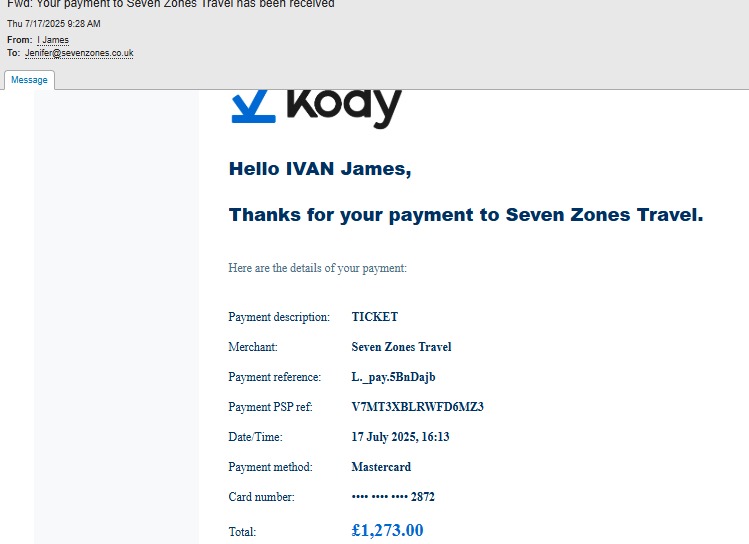 Fwd: Your payment to Seven Zones Travel has been received
Thu 7/17/2025 9:28 AM
From: I James
To: Jenifer@sevenzones.co.uk
Message
Kody
Hello IVAN James,
Thanks for your payment to Seven Zones Travel.
Here are the details of your payment:
Payment description: TICKET
Merchant: Seven Zones Travel
Payment reference: L._pay.5BnDajb
Payment PSP ref: V7MT3XBLRWFD6MZ3
Date/Time: 17 July 2025, 16:13
Payment method: Mastercard
Card number: •••• •••• •••• 2872
Total: £1,273.00